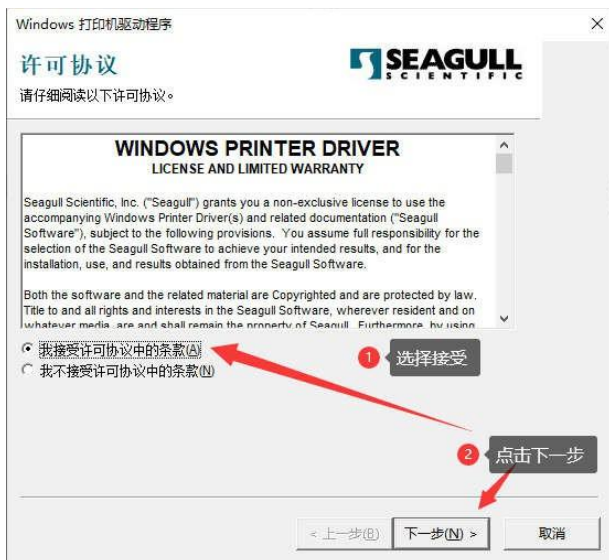 Windows 打印机驱动程序
许可协议
SEAGULL
SCIENTIFIC
请仔细阅读以下许可协议。
WINDOWS PRINTER DRIVER
LICENSE AND LIMITED WARRANTY
Seagull Scientific, Inc. ("Seagull") grants you a non-exclusive license to use the
accompanying Windows Printer Driver(s) and related documentation ("Seagull
Software"), subject to the following provisions. You assume full responsibility for the
selection of the Seagull Software to achieve your intended results, and for the
installation, use, and results obtained from the Seagull Software.
Both the software and the related material are Copyrighted and are protected by law.
Title to and all rights and interests in the Seagull Software, wherever resident and on
whatever media, are and shall remain the property of Seagull. Furthermore, by using
我接受许可协议中的条款(A)
1 选择接受
我不接受许可协议中的条款(N)
2 点击下一步
< 上一步(B) 下一步(N) > 取消